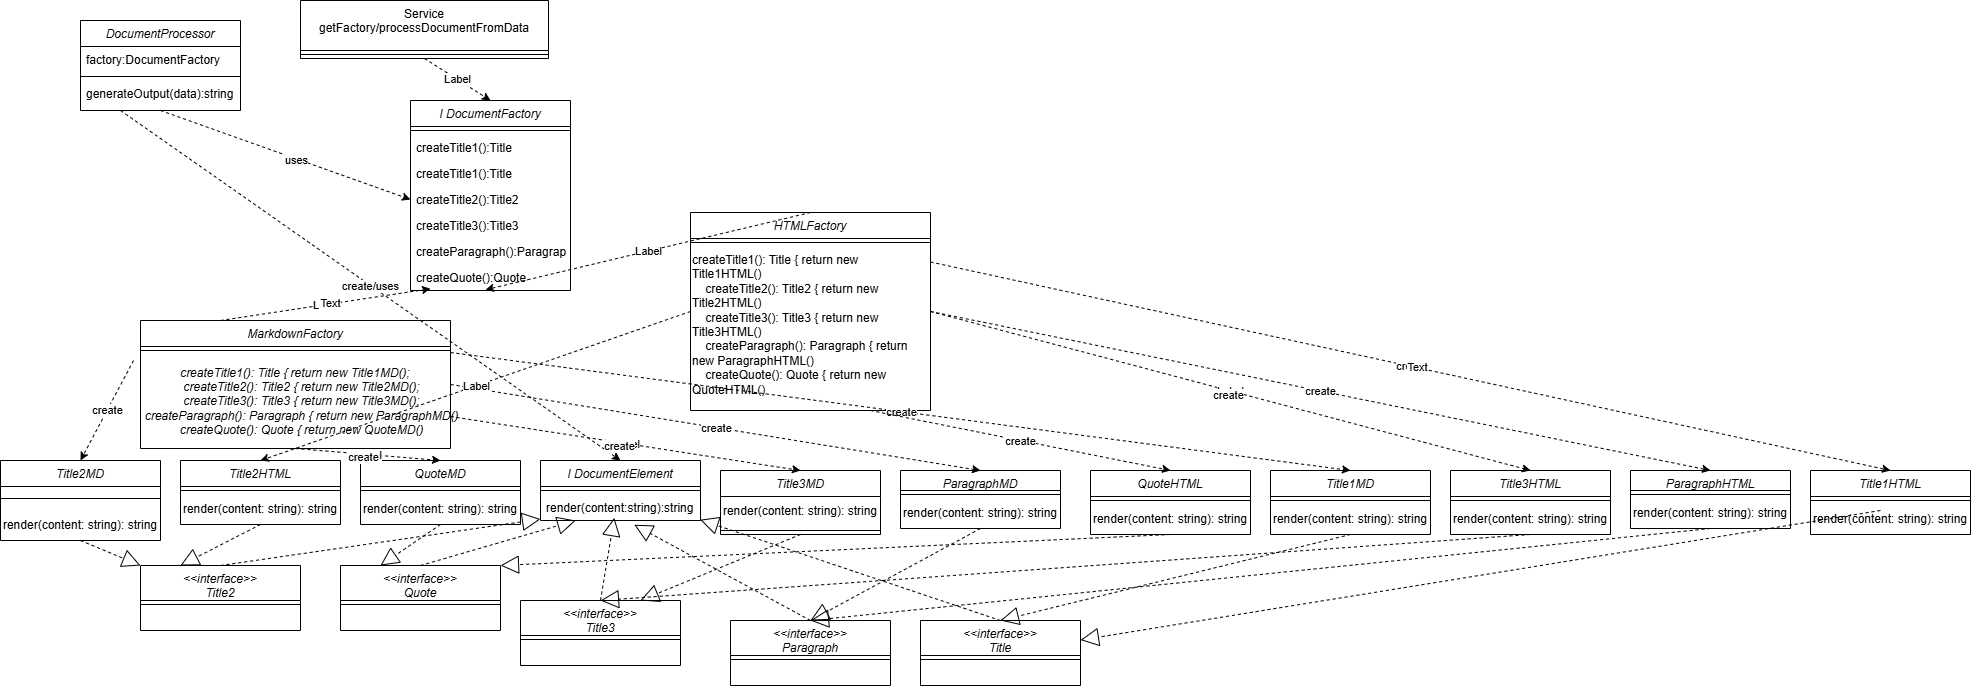 Service
getFactory/processDocumentFromData
DocumentProcessor
factory:DocumentFactory
generateOutput(data):string
Label
I DocumentFactory
createTitle1():Title
createTitle1():Title
createTitle2():Title2
createTitle3():Title3
createParagraph():Paragrap
createQuote():Quote
uses
create/uses
Label
Text
HTMLFactory
createTitle1(): Title { return new
Title1HTML()
createTitle2(): Title2 { return new
Title2HTML()
createTitle3(): Title3 { return new
Title3HTML()
createParagraph(): Paragraph { return
new ParagraphHTML()
createQuote(): Quote { return new
QuoteHTML()
MarkdownFactory
createTitle1(): Title { return new Title1MD();
createTitle2(): Title2 { return new Title2MD();
createTitle3(): Title3 { return new Title3MD();
createParagraph(): Paragraph { return new ParagraphMD()
createQuote(): Quote { return new QuoteMD()
create
Label
Text
create
create
create
create
create
create
create
create
Title2MD
render(content: string): string
Title2HTML
render(content: string): string
QuoteMD
render(content: string): string
I DocumentElement
render(content:string):string
Title3MD
render(content: string): string
ParagraphMD
render(content: string): string
QuoteHTML
render(content: string): string
Title1MD
render(content: string): string
Title3HTML
render(content: string): string
ParagraphHTML
render(content: string): string
Title1HTML
render(content: string): string
<<interface>>
Title2
<<interface>>
Quote
<<interface>>
Title3
<<interface>>
Paragraph
<<interface>>
Title